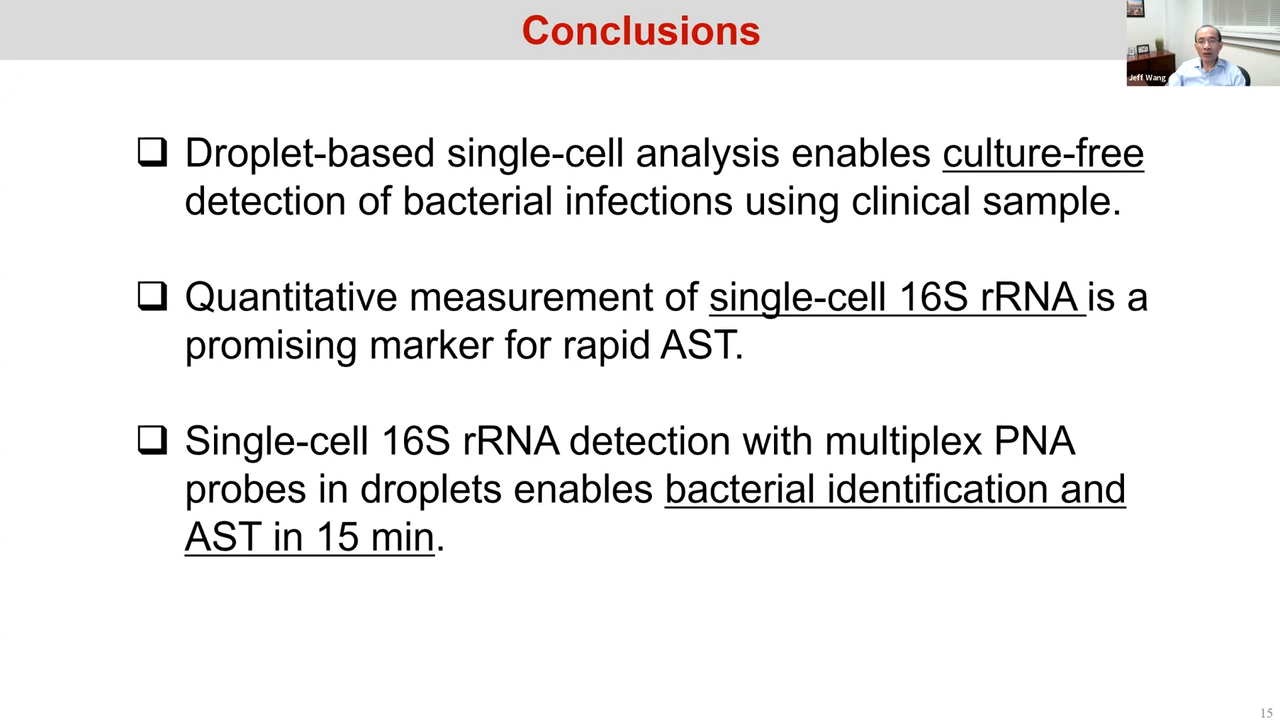 Conclusions
Jeff Wang
❑ Droplet-based single-cell analysis enables culture-free
detection of bacterial infections using clinical sample.
❑ Quantitative measurement of single-cell 16S rRNA is a
promising marker for rapid AST.
❑ Single-cell 16S rRNA detection with multiplex PNA
probes in droplets enables bacterial identification and
AST in 15 min.
15